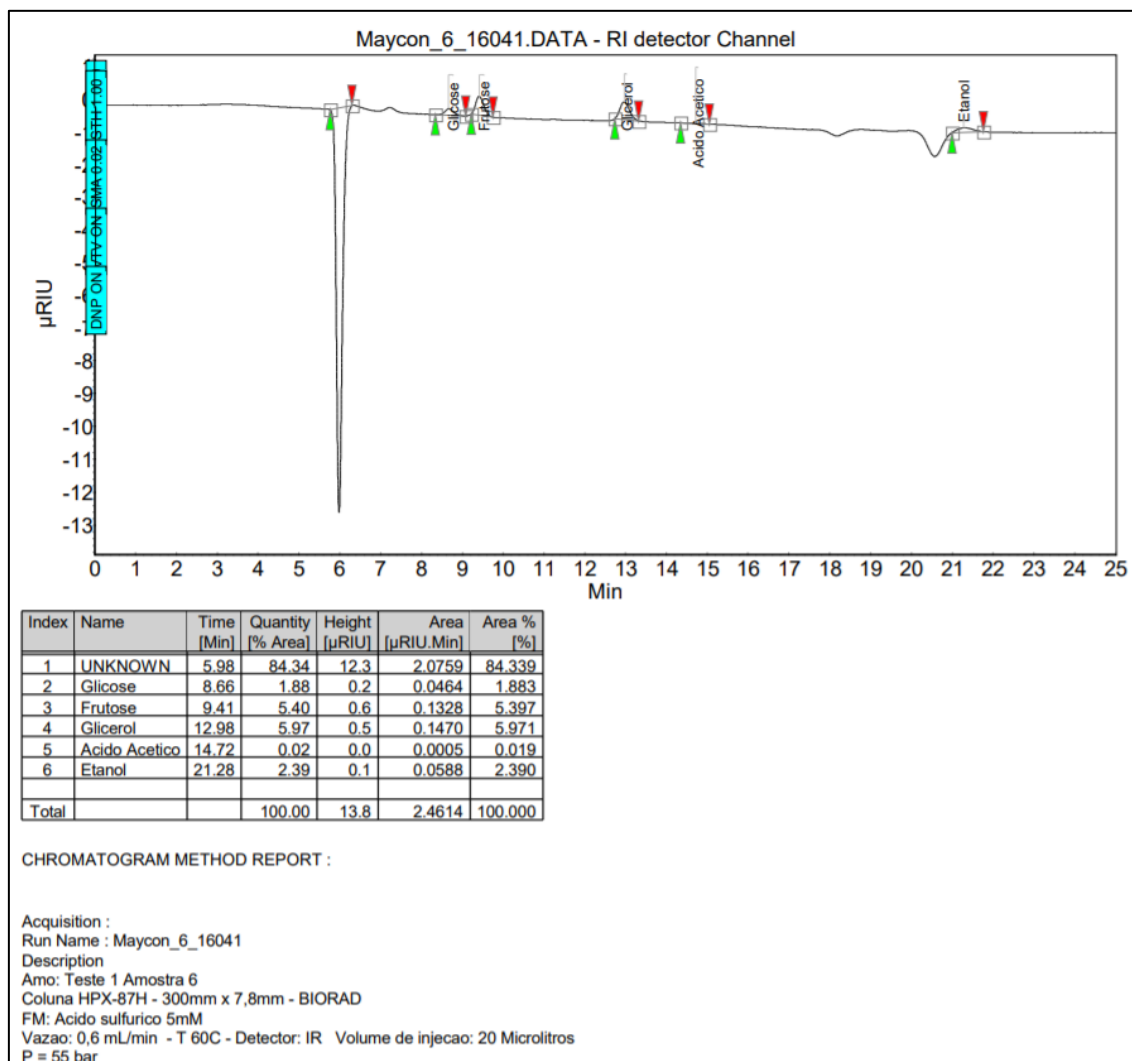 Maycon_6_16041.DATA - RI detector Channel
STH 1.00
SMA 0.02
DNP ON
Glicose
Frutose
Glicerol
Acido Acetico
Etanol
µRIU
-8
-9
-10
-11
-12
-13
0 1 2 3 4 5 6 7 8 9 10 11 12 13 14 15 16 17 18 19 20 21 22 23 24 25
Min
Index Name Time [Min] Quantity [% Area] Height [µRIU] Area [µRIU.Min] Area % [%]
1 UNKNOWN 5.98 84.34 12.3 2.0759 84.339
2 Glicose 8.66 1.88 0.2 0.0464 1.883
3 Frutose 9.41 5.40 0.6 0.1328 5.397
4 Glicerol 12.98 5.97 0.5 0.1470 5.971
5 Acido Acetico 14.72 0.02 0.0 0.0005 0.019
6 Etanol 21.28 2.39 0.1 0.0588 2.390
Total 100.00 13.8 2.4614 100.000
CHROMATOGRAM METHOD REPORT :
Acquisition :
Run Name : Maycon_6_16041
Description
Amo: Teste 1 Amostra 6
Coluna HPX-87H - 300mm x 7,8mm - BIORAD
FM: Acido sulfurico 5mM
Vazao: 0,6 mL/min - T 60C - Detector: IR Volume de injecao: 20 Microlitros
P = 55 bar